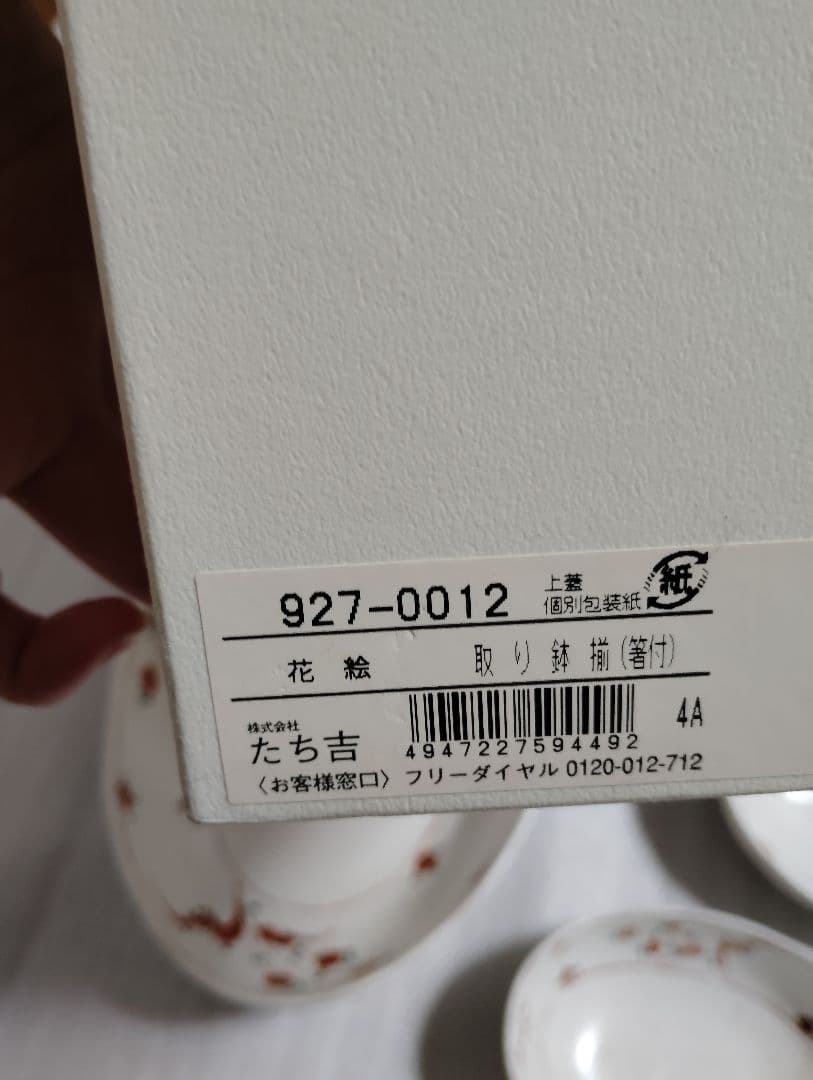 927-0012
上蓋
個別包装紙
紙
花絵 取り鉢揃(箸付)
株式会社
たち吉
4947227594492
4A
〈お客様窓口〉フリーダイヤル 0120-012-712